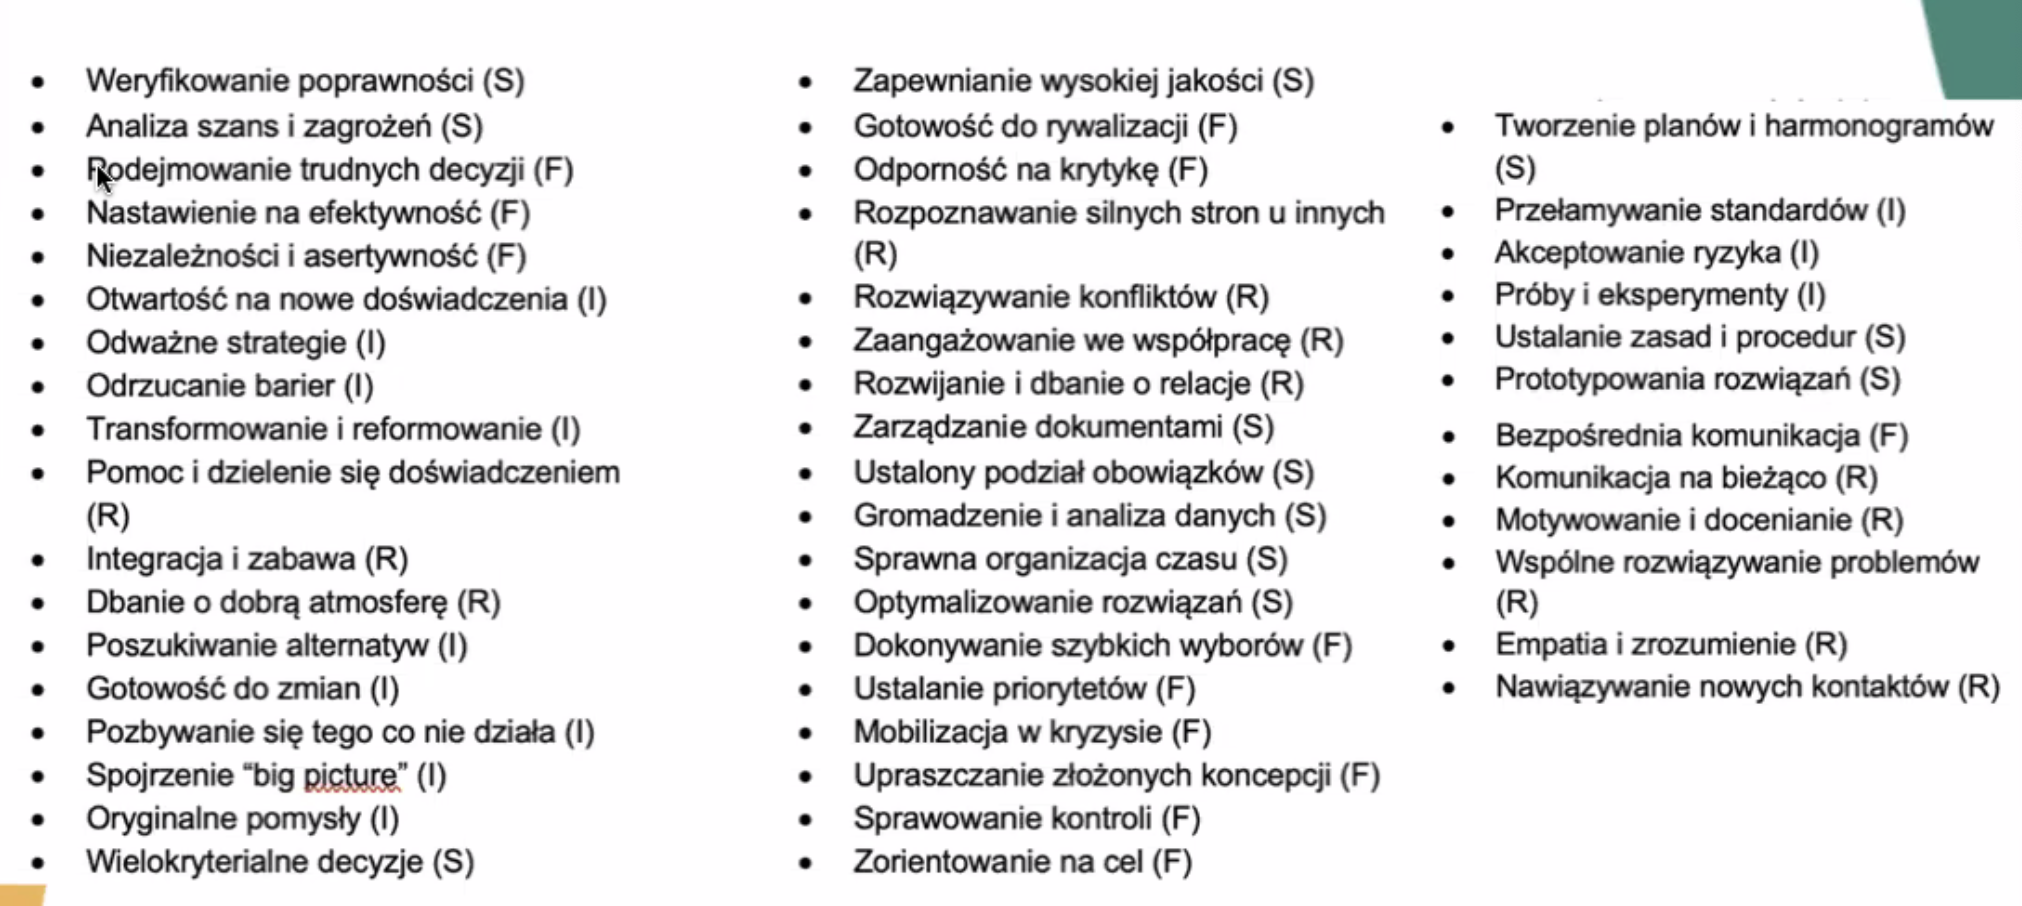 • Weryfikowanie poprawności (S)
• Analiza szans i zagrożeń (S)
• Podejmowanie trudnych decyzji (F)
• Nastawienie na efektywność (F)
• Niezależności i asertywność (F)
• Otwartość na nowe doświadczenia (I)
• Odważne strategie (I)
• Odrzucanie barier (I)
• Transformowanie i reformowanie (I)
• Pomoc i dzielenie się doświadczeniem
(R)
• Integracja i zabawa (R)
• Dbanie o dobrą atmosferę (R)
• Poszukiwanie alternatyw (I)
• Gotowość do zmian (I)
• Pozbywanie się tego co nie działa (I)
• Spojrzenie “big picture” (I)
• Oryginalne pomysły (I)
• Wielokryterialne decyzje (S)
• Zapewnianie wysokiej jakości (S)
• Gotowość do rywalizacji (F)
• Odporność na krytykę (F)
• Rozpoznawanie silnych stron u innych
(R)
• Rozwiązywanie konfliktów (R)
• Zaangażowanie we współpracę (R)
• Rozwijanie i dbanie o relacje (R)
• Zarządzanie dokumentami (S)
• Ustalony podział obowiązków (S)
• Gromadzenie i analiza danych (S)
• Sprawna organizacja czasu (S)
• Optymalizowanie rozwiązań (S)
• Dokonywanie szybkich wyborów (F)
• Ustalanie priorytetów (F)
• Mobilizacja w kryzysie (F)
• Upraszczanie złożonych koncepcji (F)
• Sprawowanie kontroli (F)
• Zorientowanie na cel (F)
• Tworzenie planów i harmonogramów
(S)
• Przełamywanie standardów (I)
• Akceptowanie ryzyka (I)
• Próby i eksperymenty (I)
• Ustalanie zasad i procedur (S)
• Prototypowania rozwiązań (S)
• Bezpośrednia komunikacja (F)
• Komunikacja na bieżąco (R)
• Motywowanie i docenianie (R)
• Wspólne rozwiązywanie problemów
(R)
• Empatia i zrozumienie (R)
• Nawiązywanie nowych kontaktów (R)